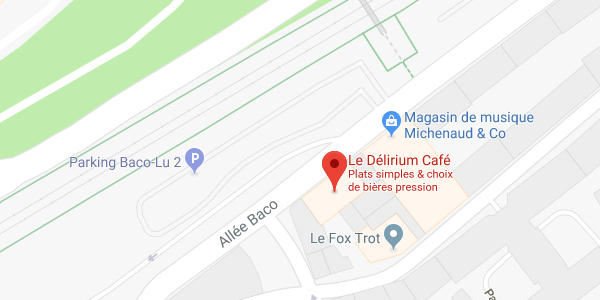 Magasin de musique
Michenaud & Co
Parking Baco-Lu 2
P
Le Délirium Café
Plats simples & choix
de bières pression
Allée Baco
Le Fox Trot